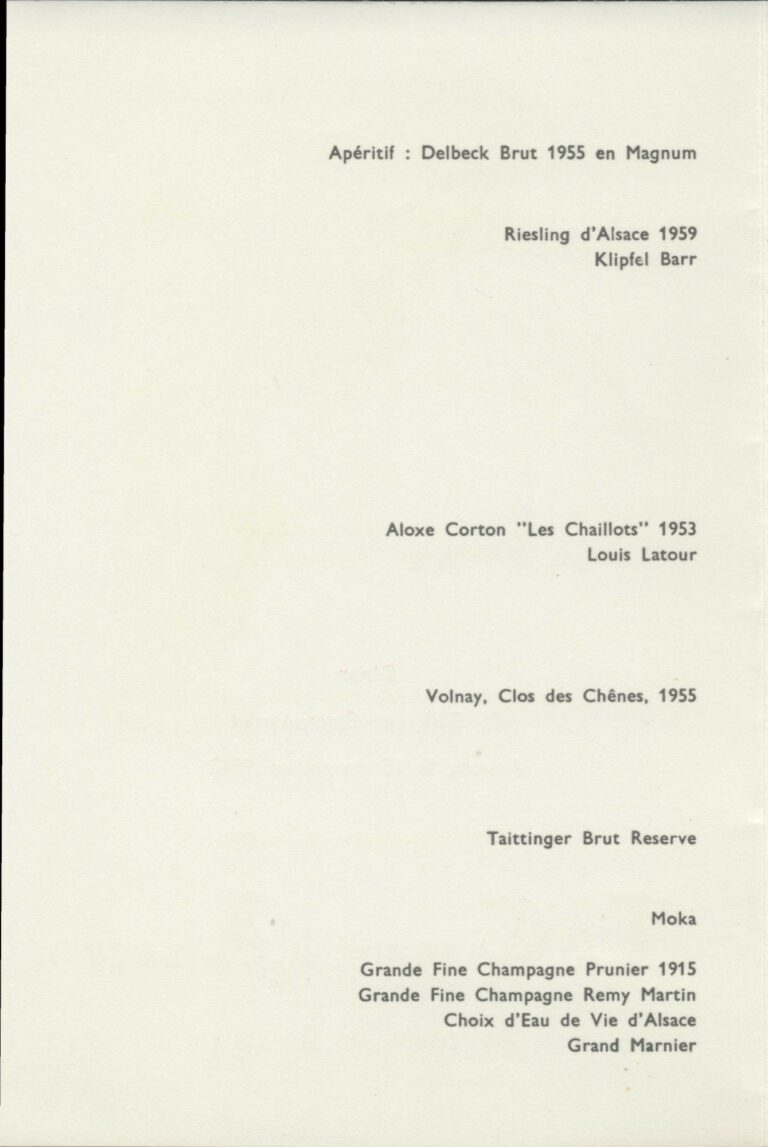 Apéritif : Delbeck Brut 1955 en Magnum
Riesling d'Alsace 1959
Klipfel Barr
Aloxe Corton "Les Chaillots" 1953
Louis Latour
Volnay, Clos des Chênes, 1955
Taittinger Brut Reserve
Moka
Grande Fine Champagne Prunier 1915
Grande Fine Champagne Remy Martin
Choix d'Eau de Vie d'Alsace
Grand Marnier